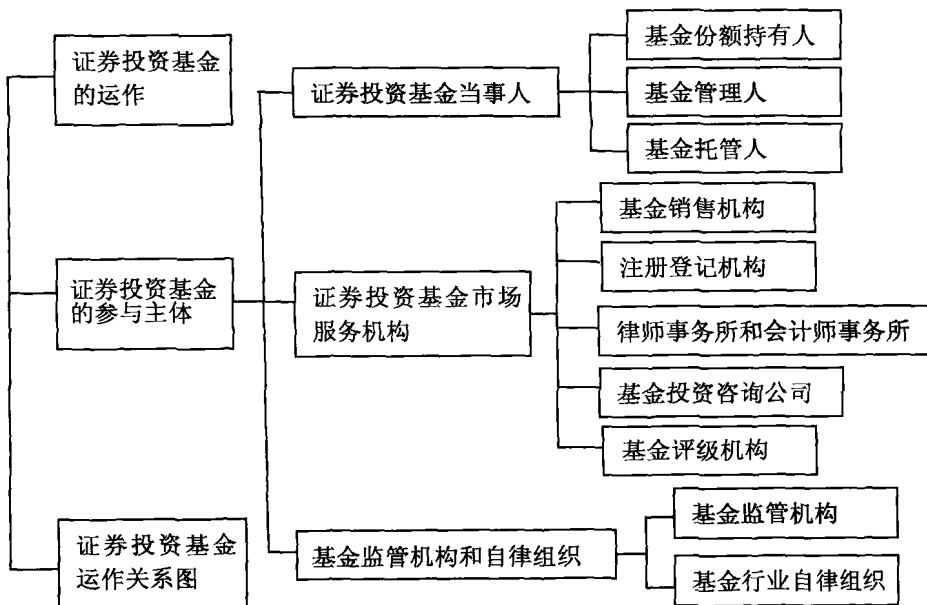 证券投资基金
的运作
证券投资基金
的参与主体
证券投资基金
运作关系图
证券投资基金当事人
证券投资基金市场
服务机构
基金监管机构和自律组织
基金份额持有人
基金管理人
基金托管人
基金销售机构
注册登记机构
律师事务所和会计师事务所
基金投资咨询公司
基金评级机构
基金监管机构
基金行业自律组织